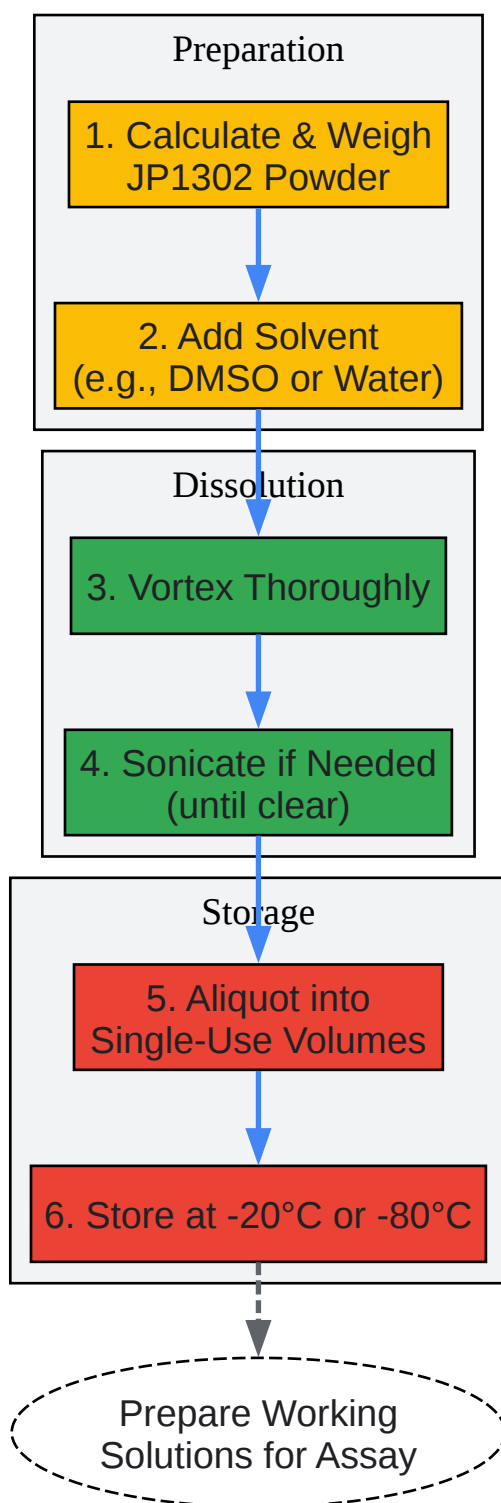 Preparation
1. Calculate & Weigh
JP1302 Powder
2. Add Solvent
(e.g., DMSO or Water)
Dissolution
3. Vortex Thoroughly
4. Sonicate if Needed
(until clear)
Storage
5. Aliquot into
Single-Use Volumes
6. Store at -20°C or -80°C
Prepare Working
Solutions for Assay